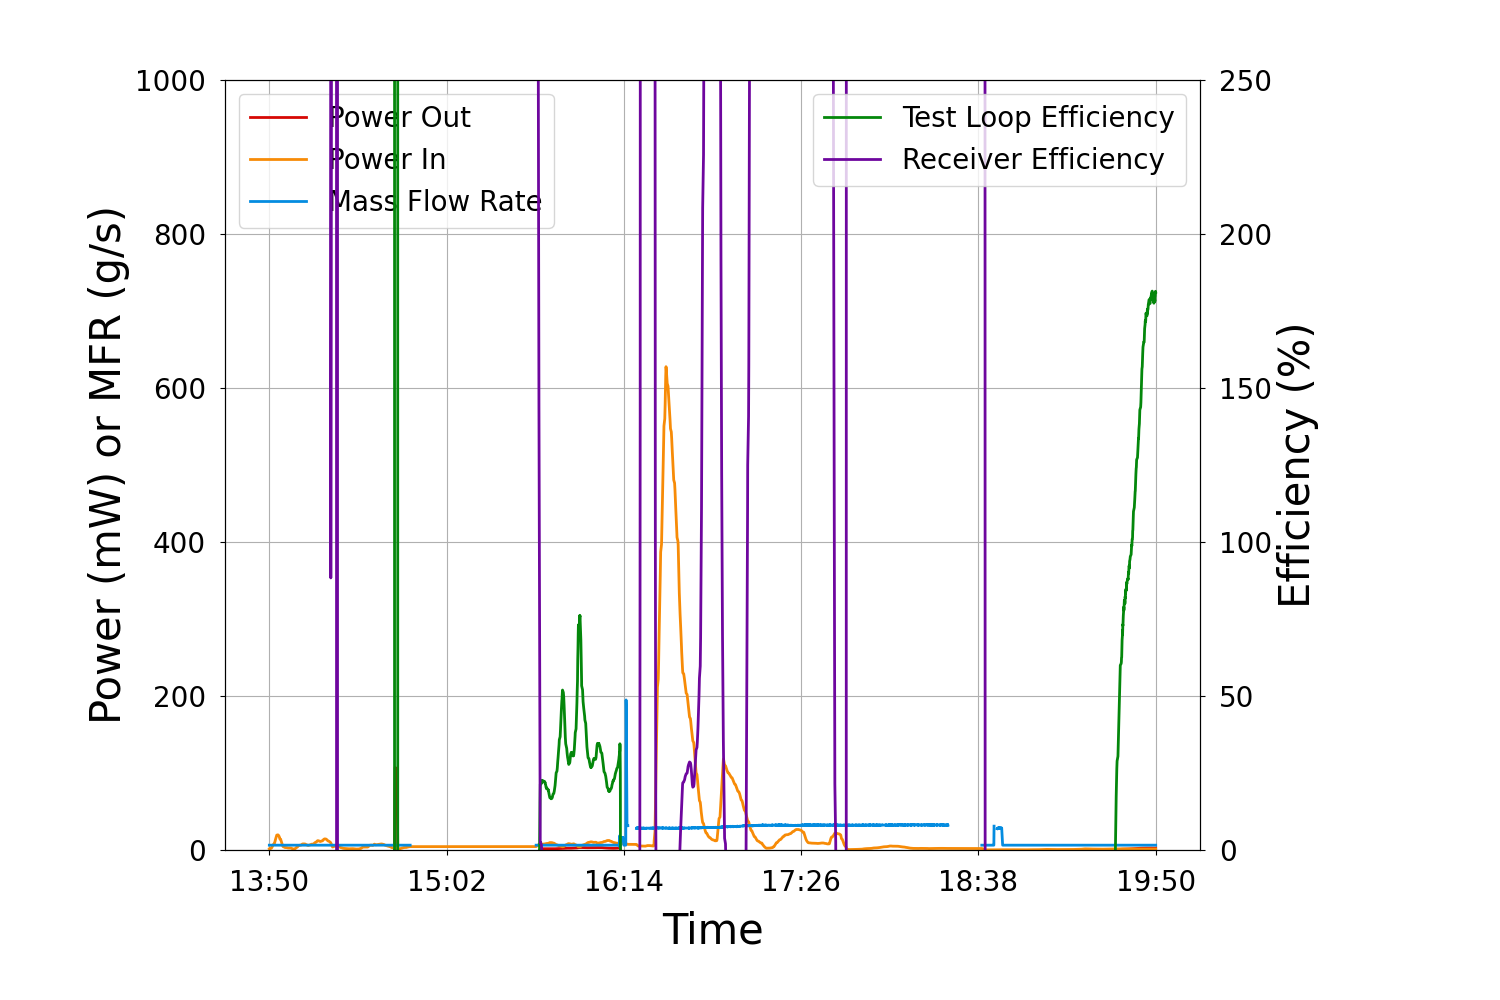 1000
800
600
400
200
0
Power (mW) or MFR (g/s)
Power Out
Power In
Mass Flow Rate
Test Loop Efficiency
Receiver Efficiency
250
200
150
100
50
0
Efficiency (%)
13:50 15:02 16:14 17:26 18:38 19:50
Time